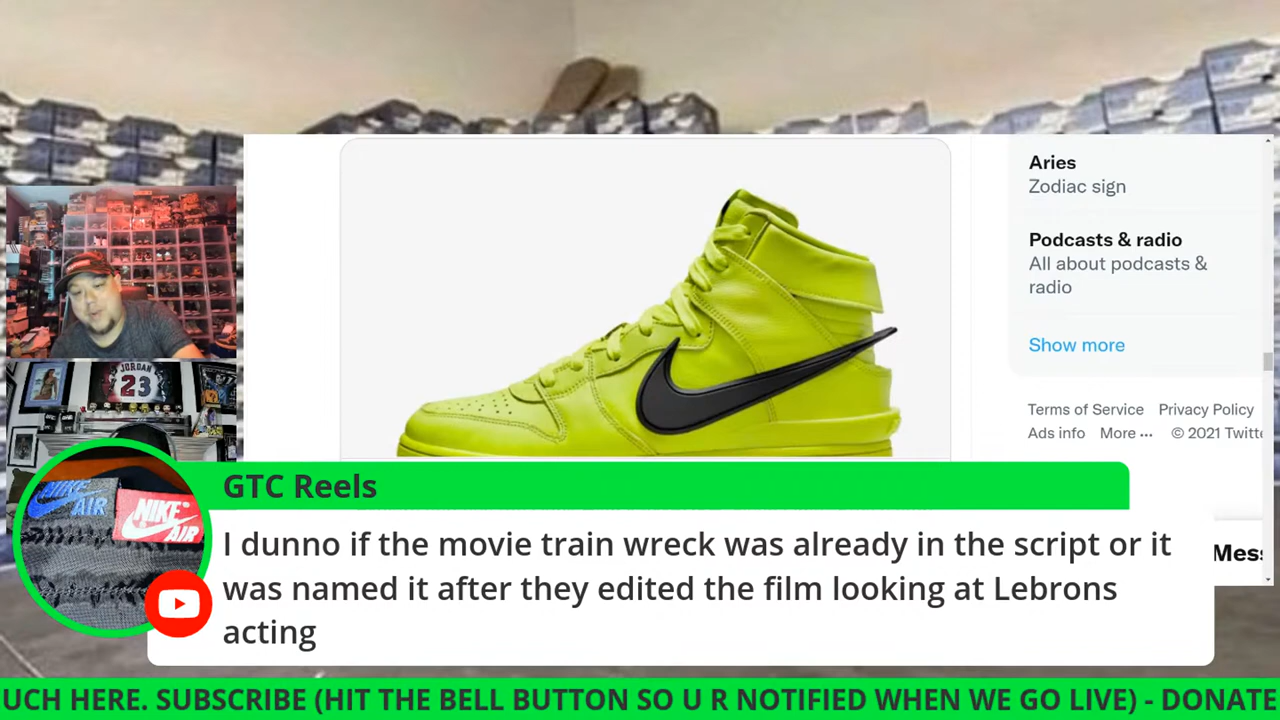 Aries
Zodiac sign
Podcasts & radio
All about podcasts &
radio
Show more
Terms of Service Privacy Policy
Ads info More ··· © 2021 Twitte
Mess
JORDAN
23
NIKE
AIR
NIKE
AIR
GTC Reels
I dunno if the movie train wreck was already in the script or it
was named it after they edited the film looking at Lebrons
acting
UCH HERE. SUBSCRIBE (HIT THE BELL BUTTON SO U R NOTIFIED WHEN WE GO LIVE) - DONATE